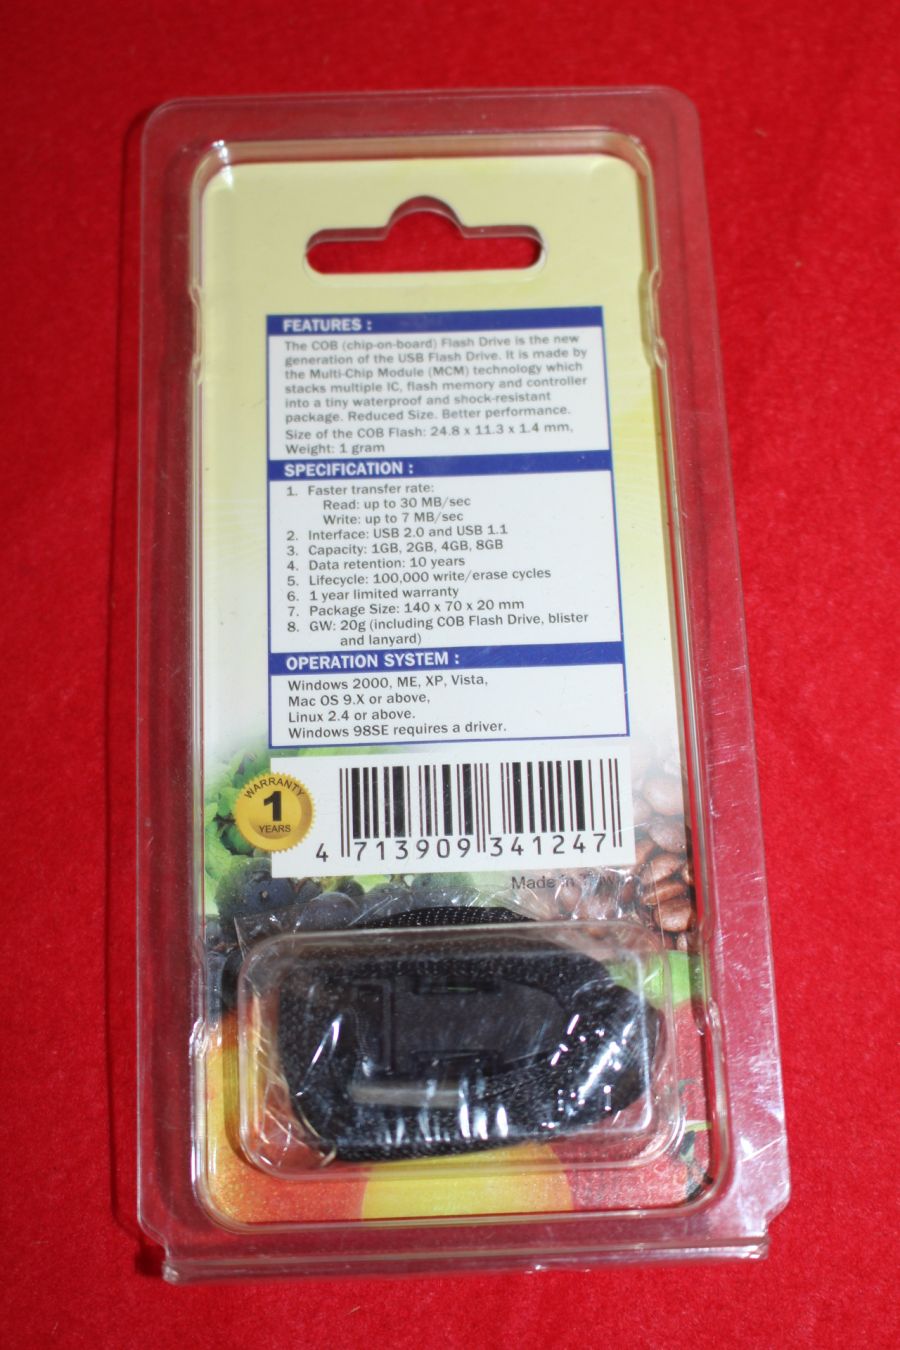 FEATURES :
The COB (chip-on-board) Flash Drive is the new
generation of the USB Flash Drive. It is made by
the Multi-Chip Module (MCM) technology which
stacks multiple IC, flash memory and controller
into a tiny waterproof and shock-resistant
package. Reduced Size. Better performance.
Size of the COB Flash: 24.8 x 11.3 x 1.4 mm,
Weight: 1 gram
SPECIFICATION :
1. Faster transfer rate:
Read: up to 30 MB/sec
Write: up to 7 MB/sec
2. Interface: USB 2.0 and USB 1.1
3. Capacity: 1GB, 2GB, 4GB, 8GB
4. Data retention: 10 years
5. Lifecycle: 100,000 write/erase cycles
6. 1 year limited warranty
7. Package Size: 140 x 70 x 20 mm
8. GW: 20g (including COB Flash Drive, blister
and lanyard)
OPERATION SYSTEM :
Windows 2000, ME, XP, Vista,
Mac OS 9.X or above,
Linux 2.4 or above.
Windows 98SE requires a driver.
WARRANTY
1
YEARS
4 713909 341247
Made in